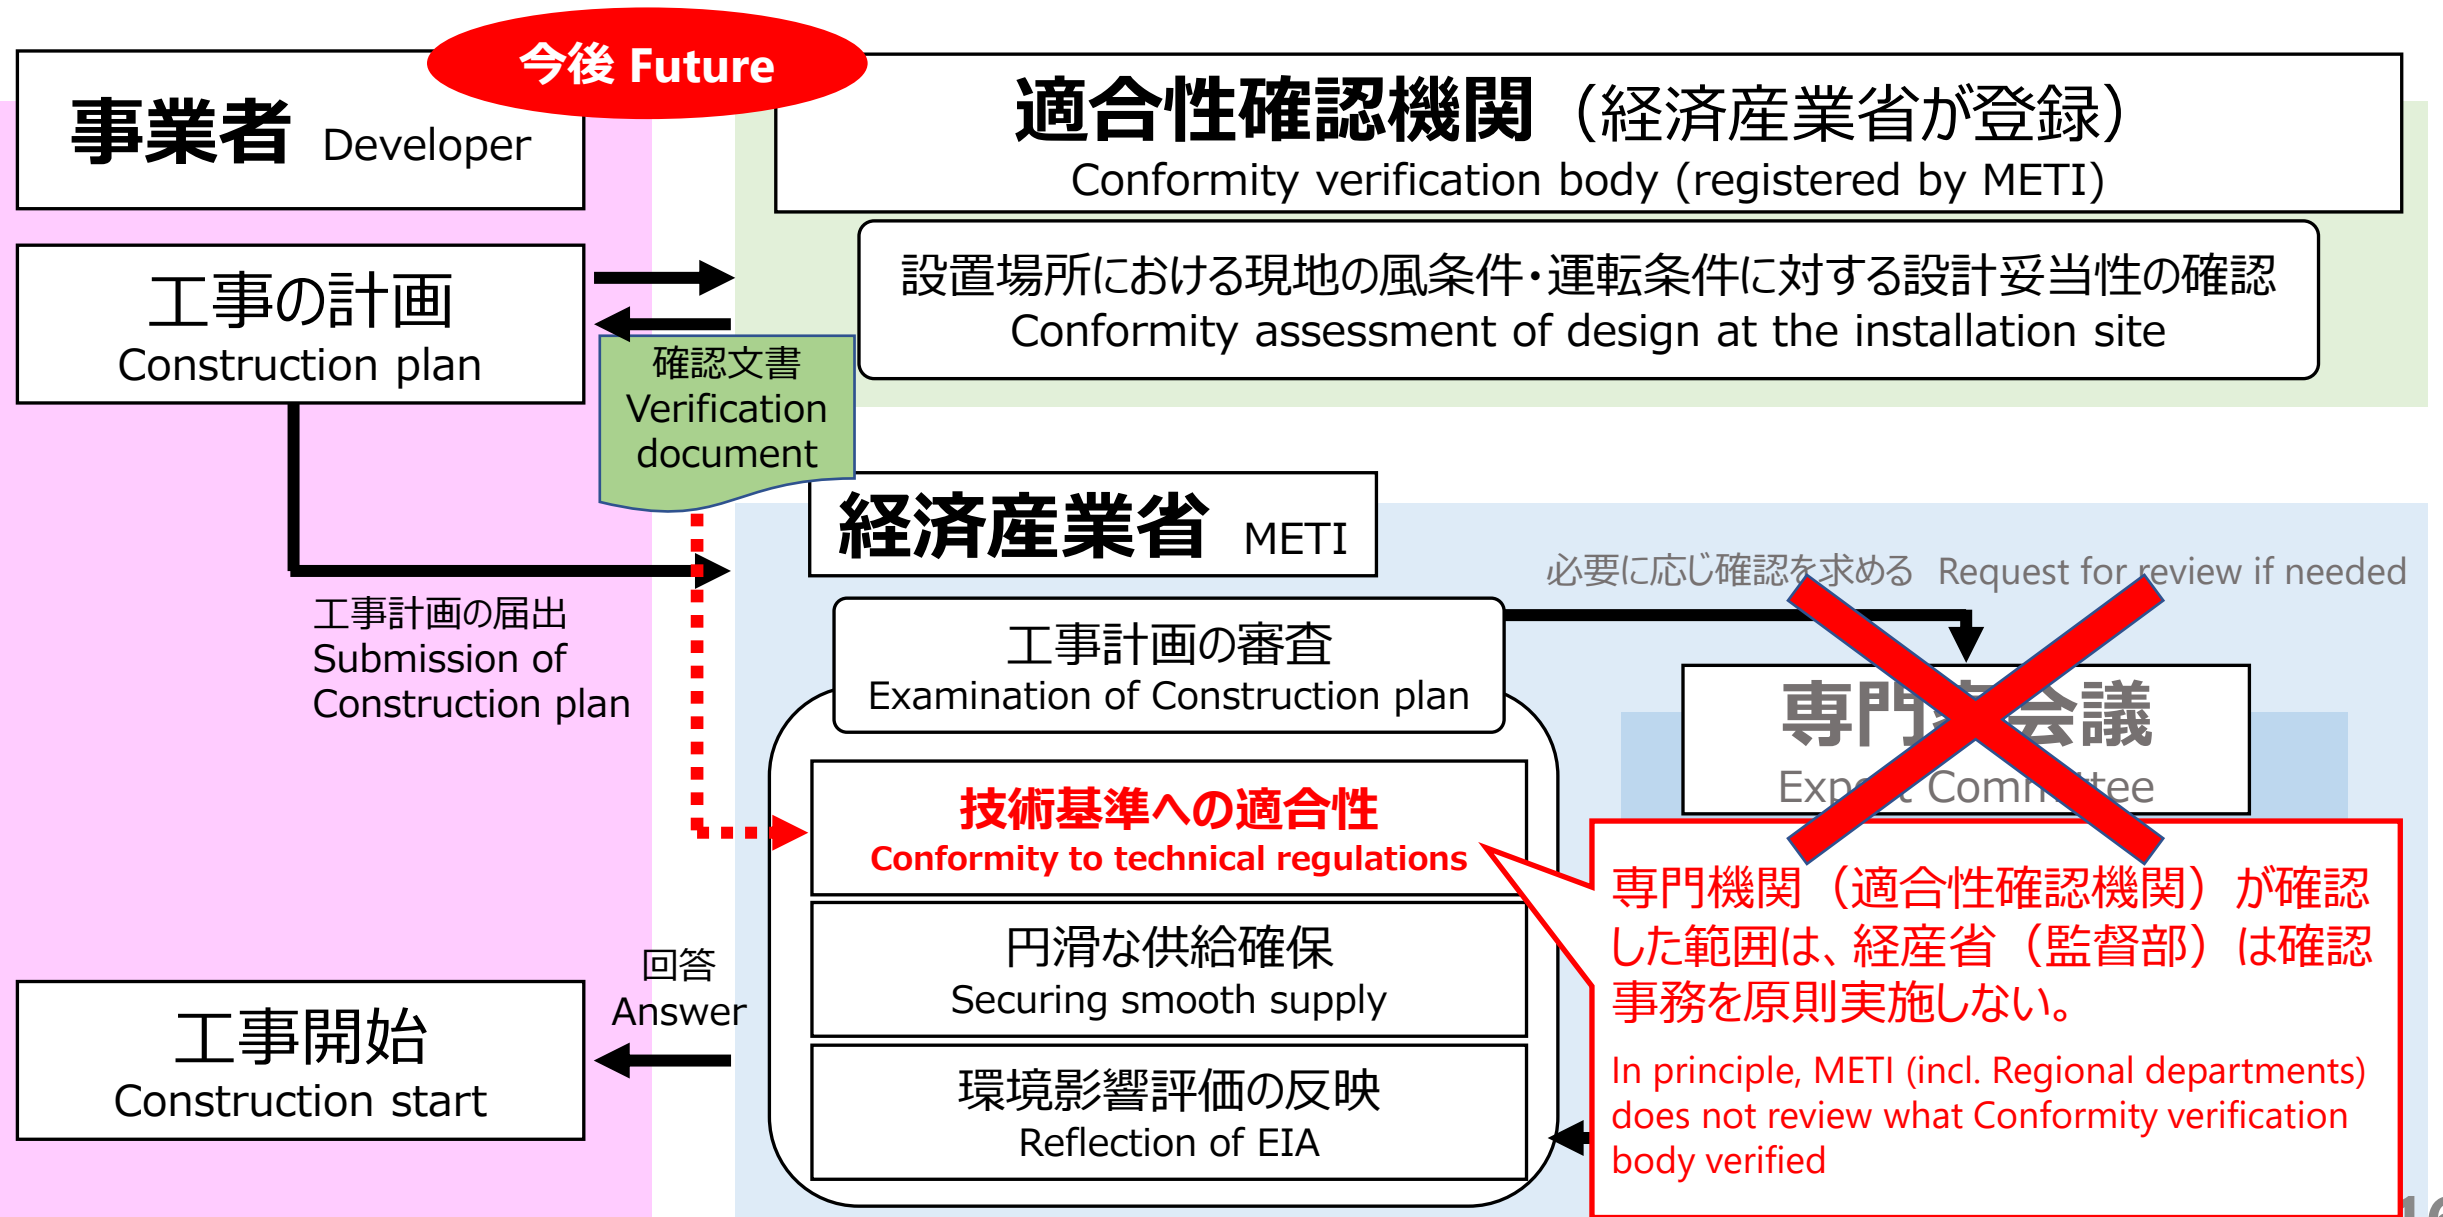 今後 Future
事業者 Developer
適合性確認機関（経済産業省が登録）
Conformity verification body (registered by METI)
工事の計画
Construction plan
設置場所における現地の風条件・運転条件に対する設計妥当性の確認
Conformity assessment of design at the installation site
確認文書
Verification
document
経済産業省 METI
工事計画の届出
Submission of
Construction plan
必要に応じ確認を求める Request for review if needed
工事計画の審査
Examination of Construction plan
専門家会議
Expert Committee
技術基準への適合性
Conformity to technical regulations
円滑な供給確保
Securing smooth supply
環境影響評価の反映
Reflection of EIA
専門機関（適合性確認機関）が確認
した範囲は、経産省（監督部）は確認
事務を原則実施しない。
In principle, METI (incl. Regional departments)
does not review what Conformity verification
body verified
回答
Answer
工事開始
Construction start